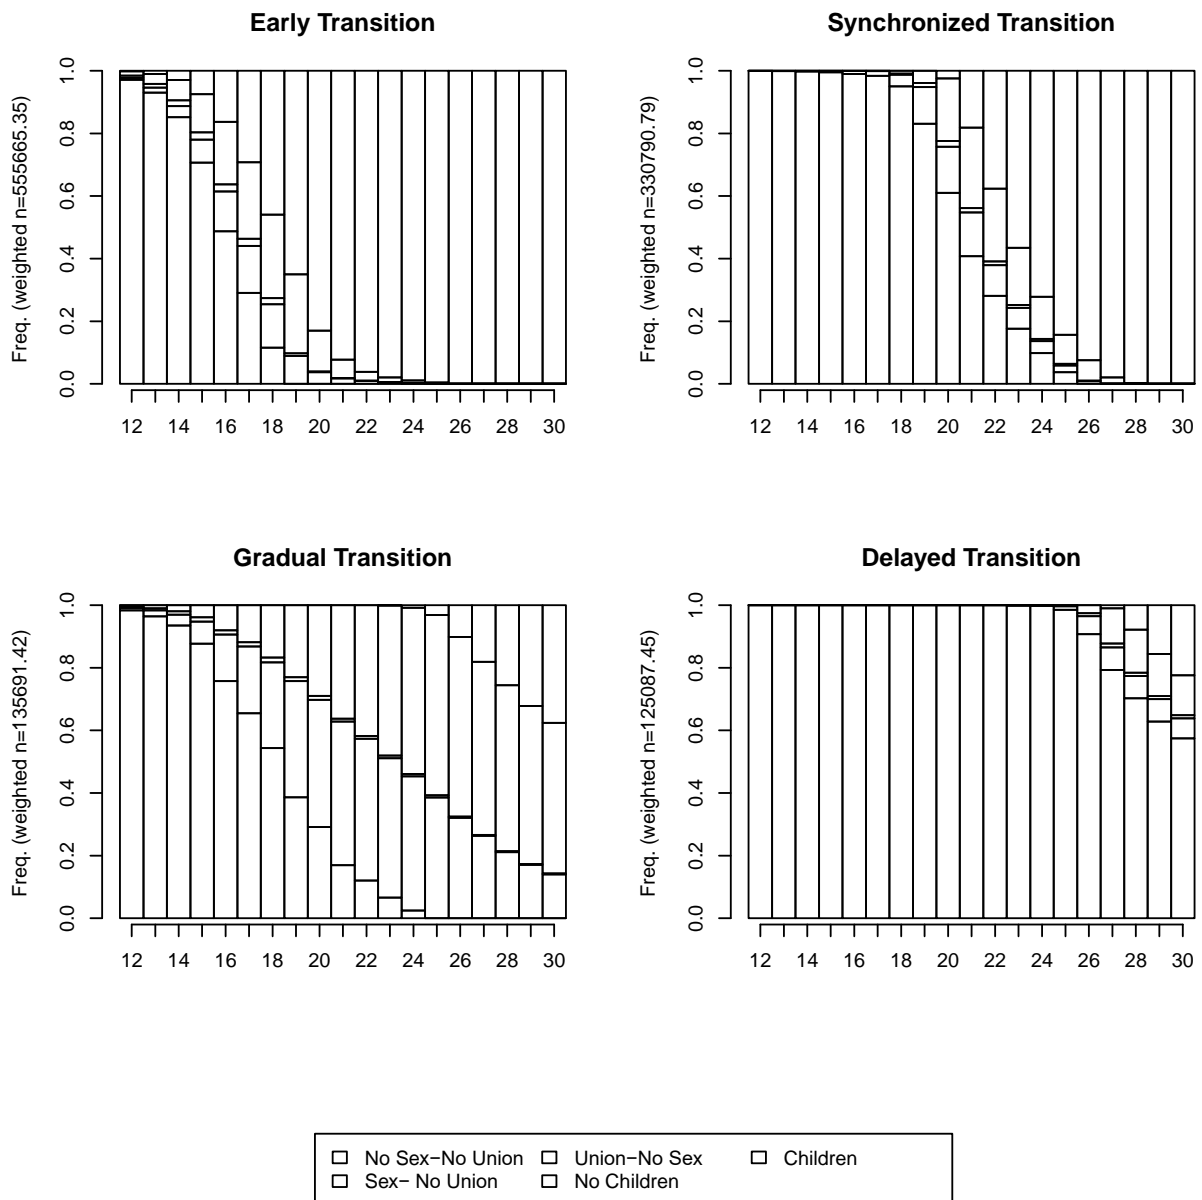 Early Transition
Freq. (weighted n=555665.35)
0.0 0.2 0.4 0.6 0.8 1.0
12 14 16 18 20 22 24 26 28 30
Synchronized Transition
Freq. (weighted n=330790.79)
0.0 0.2 0.4 0.6 0.8 1.0
12 14 16 18 20 22 24 26 28 30
Gradual Transition
Freq. (weighted n=135691.42)
0.0 0.2 0.4 0.6 0.8 1.0
12 14 16 18 20 22 24 26 28 30
Delayed Transition
Freq. (weighted n=125087.45)
0.0 0.2 0.4 0.6 0.8 1.0
12 14 16 18 20 22 24 26 28 30
No Sex−No Union Union−No Sex Children
Sex− No Union No Children